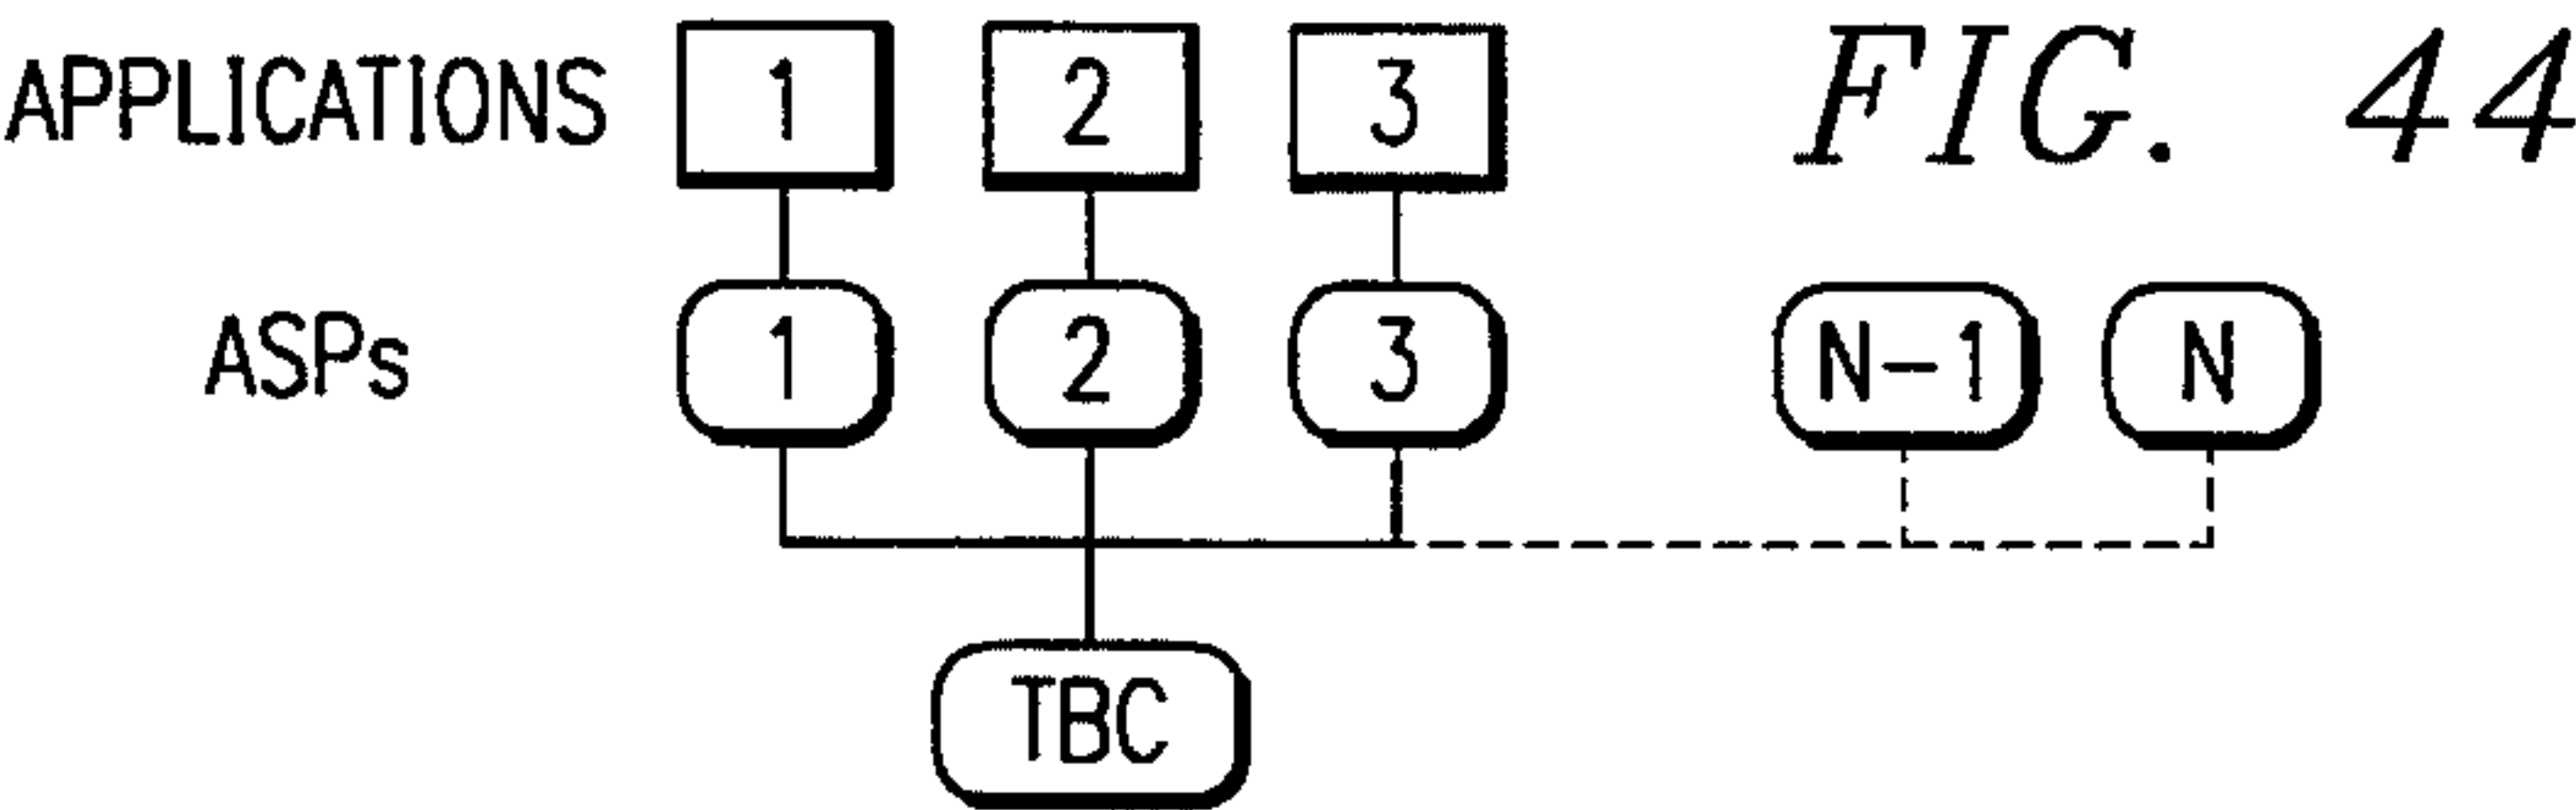 APPLICATIONS 1 2 3 FIG. 44
ASPs 1 2 3 N-1 N
TBC